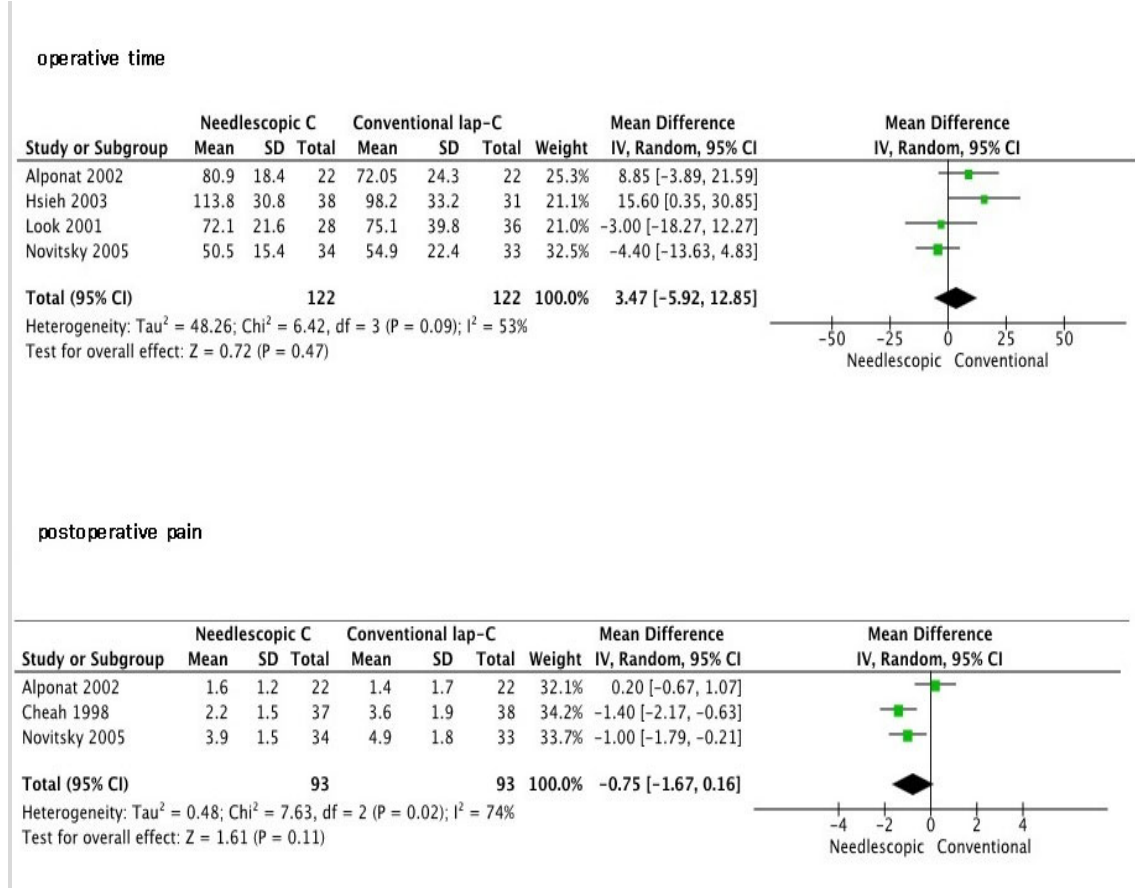 operative time
Needlescopic C Conventional lap-C Mean Difference Mean Difference
Study or Subgroup Mean SD Total Mean SD Total Weight IV, Random, 95% CI IV, Random, 95% CI
Alponat 2002 80.9 18.4 22 72.05 24.3 22 25.3% 8.85 [-3.89, 21.59]
Hsieh 2003 113.8 30.8 38 98.2 33.2 31 21.1% 15.60 [0.35, 30.85]
Look 2001 72.1 21.6 28 75.1 39.8 36 21.0% -3.00 [-18.27, 12.27]
Novitsky 2005 50.5 15.4 34 54.9 22.4 33 32.5% -4.40 [-13.63, 4.83]
Total (95% CI) 122 122 100.0% 3.47 [-5.92, 12.85]
Heterogeneity: Tau² = 48.26; Chi² = 6.42, df = 3 (P = 0.09); I² = 53%
Test for overall effect: Z = 0.72 (P = 0.47)
-50 -25 0 25 50
Needlescopic Conventional
postoperative pain
Needlescopic C Conventional lap-C Mean Difference Mean Difference
Study or Subgroup Mean SD Total Mean SD Total Weight IV, Random, 95% CI IV, Random, 95% CI
Alponat 2002 1.6 1.2 22 1.4 1.7 22 32.1% 0.20 [-0.67, 1.07]
Cheah 1998 2.2 1.5 37 3.6 1.9 38 34.2% -1.40 [-2.17, -0.63]
Novitsky 2005 3.9 1.5 34 4.9 1.8 33 33.7% -1.00 [-1.79, -0.21]
Total (95% CI) 93 93 100.0% -0.75 [-1.67, 0.16]
Heterogeneity: Tau² = 0.48; Chi² = 7.63, df = 2 (P = 0.02); I² = 74%
Test for overall effect: Z = 1.61 (P = 0.11)
-4 -2 0 2 4
Needlescopic Conventional